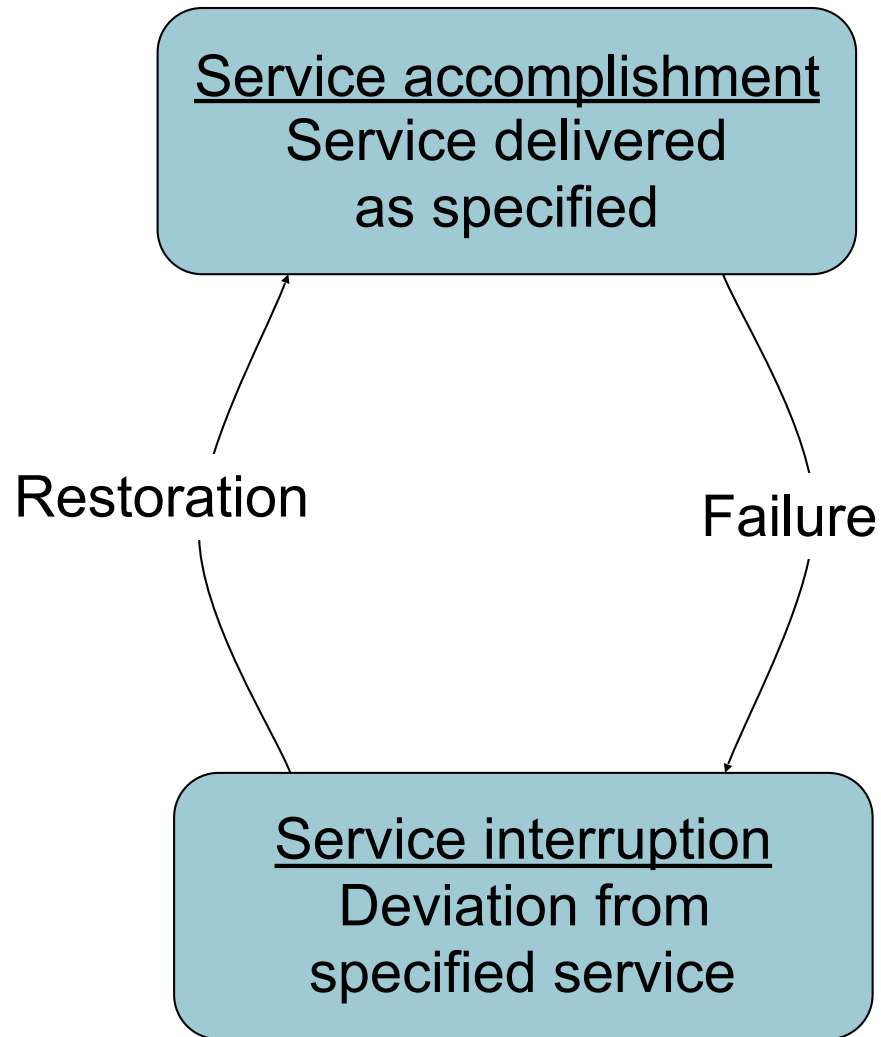 Service accomplishment
Service delivered
as specified
Restoration
Failure
Service interruption
Deviation from
specified service